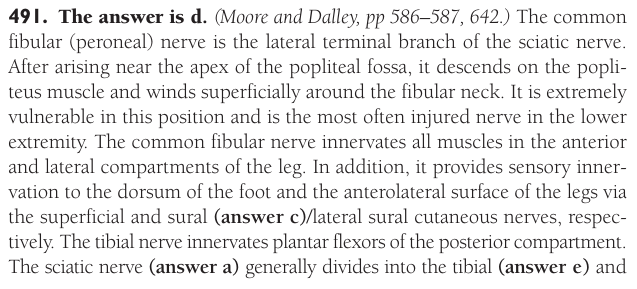 491. The answer is d. (Moore and Dalley, pp 586–587, 642.) The common
fibular (peroneal) nerve is the lateral terminal branch of the sciatic nerve.
After arising near the apex of the popliteal fossa, it descends on the popli-
teus muscle and winds superficially around the fibular neck. It is extremely
vulnerable in this position and is the most often injured nerve in the lower
extremity. The common fibular nerve innervates all muscles in the anterior
and lateral compartments of the leg. In addition, it provides sensory inner-
vation to the dorsum of the foot and the anterolateral surface of the legs via
the superficial and sural (answer c)/lateral sural cutaneous nerves, respec-
tively. The tibial nerve innervates plantar flexors of the posterior compartment.
The sciatic nerve (answer a) generally divides into the tibial (answer e) and